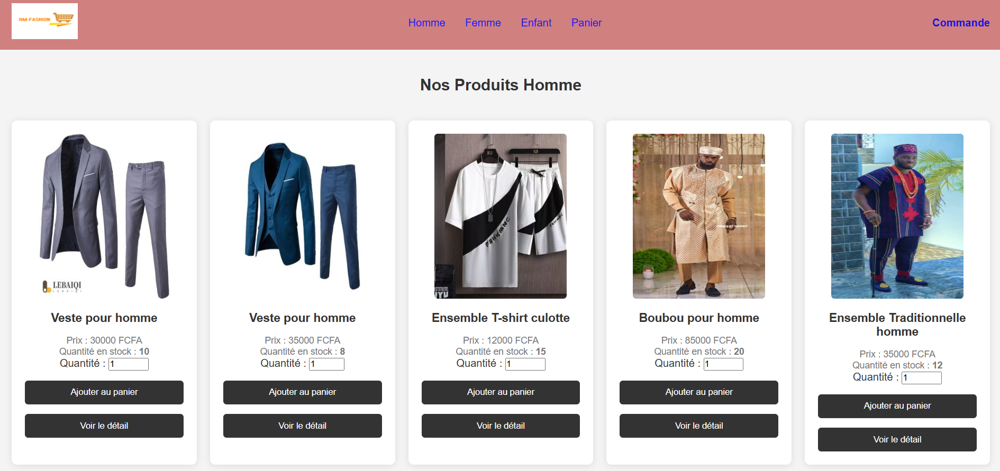 HM-FASHION
Homme Femme Enfant Panier
Commande
Nos Produits Homme
LEBAIQI
LEBAIQI
Veste pour homme
Prix : 30000 FCFA
Quantité en stock : 10
Quantité : 1
Ajouter au panier
Voir le détail
Veste pour homme
Prix : 35000 FCFA
Quantité en stock : 8
Quantité : 1
Ajouter au panier
Voir le détail
KD
KD
FSHKANNC
STITUTE
Ensemble T-shirt culotte
Prix : 12000 FCFA
Quantité en stock : 15
Quantité : 1
Ajouter au panier
Voir le détail
Boubou pour homme
Prix : 85000 FCFA
Quantité en stock : 20
Quantité : 1
Ajouter au panier
Voir le détail
Ensemble Traditionnelle
homme
Prix : 35000 FCFA
Quantité en stock : 12
Quantité : 1
Ajouter au panier
Voir le détail